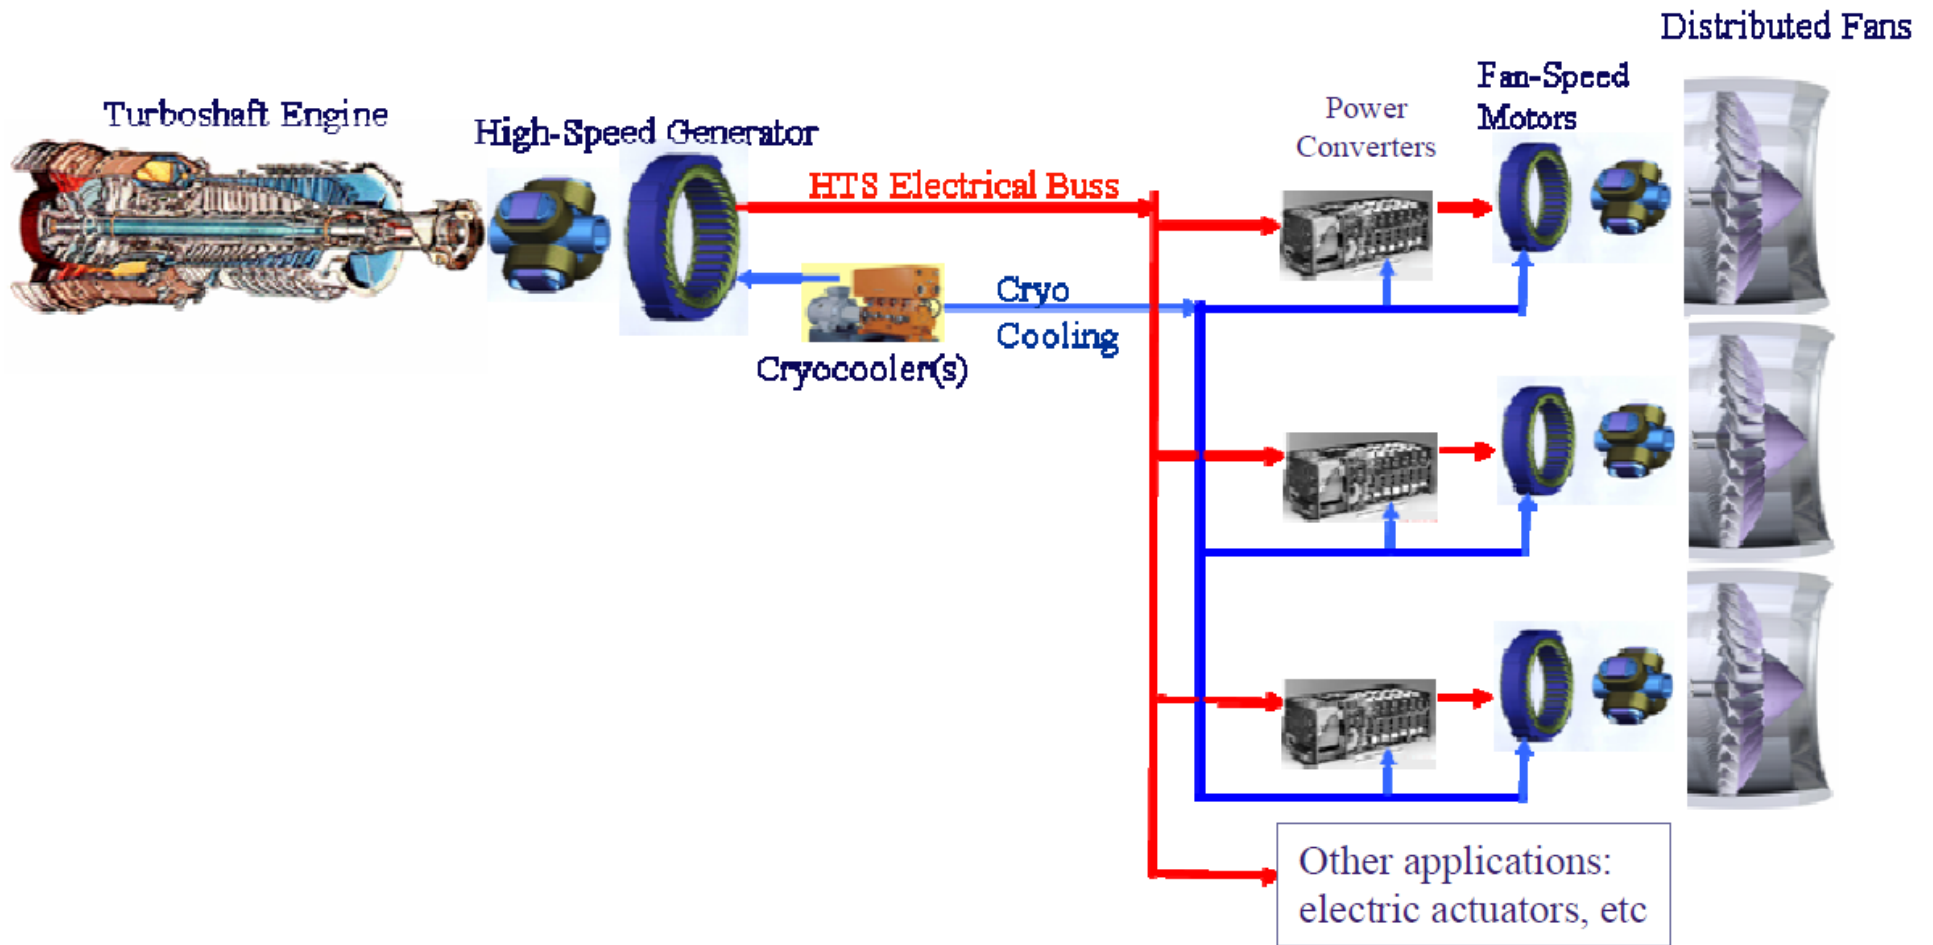 Distributed Fans
Fan-Speed
Motors
Power
Converters
Turboshaft Engine
High-Speed Generator
HTS Electrical Buss
Cryo
Cooling
Cryocooler(s)
Other applications:
electric actuators, etc